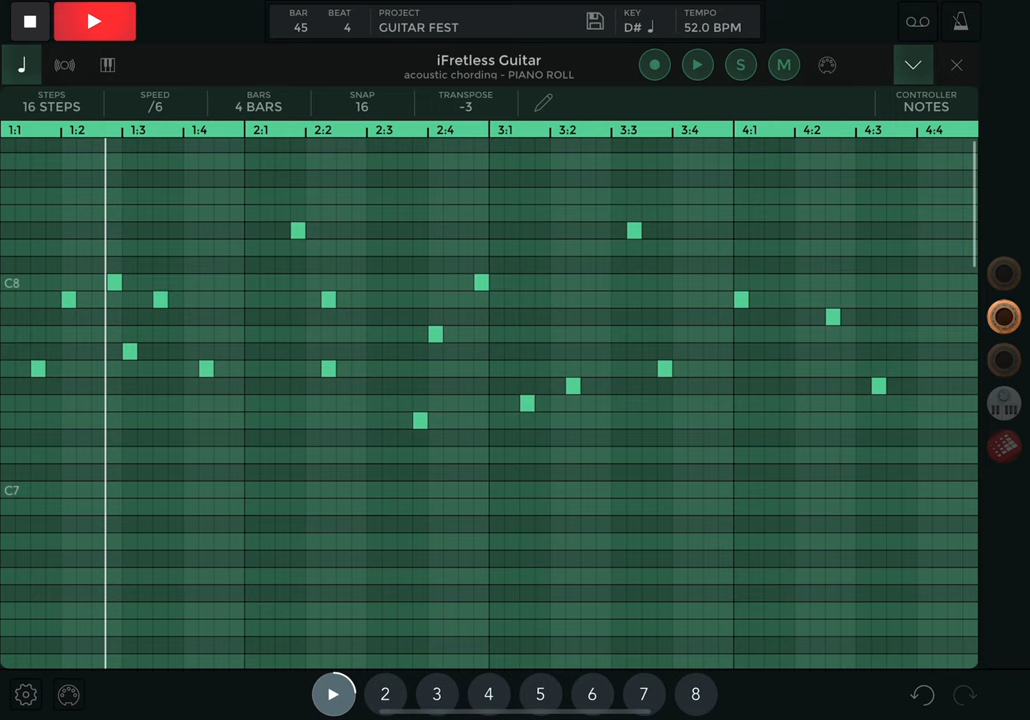 BAR
45
BEAT
4
PROJECT
GUITAR FEST
KEY
D# ♩
TEMPO
52.0 BPM
iFretless Guitar
acoustic chording - PIANO ROLL
S
M
STEPS
16 STEPS
SPEED
/6
BARS
4 BARS
SNAP
16
TRANSPOSE
-3
CONTROLLER
NOTES
1:1 1:2 1:3 1:4 2:1 2:2 2:3 2:4 3:1 3:2 3:3 3:4 4:1 4:2 4:3 4:4
C8
C7
2 3 4 5 6 7 8